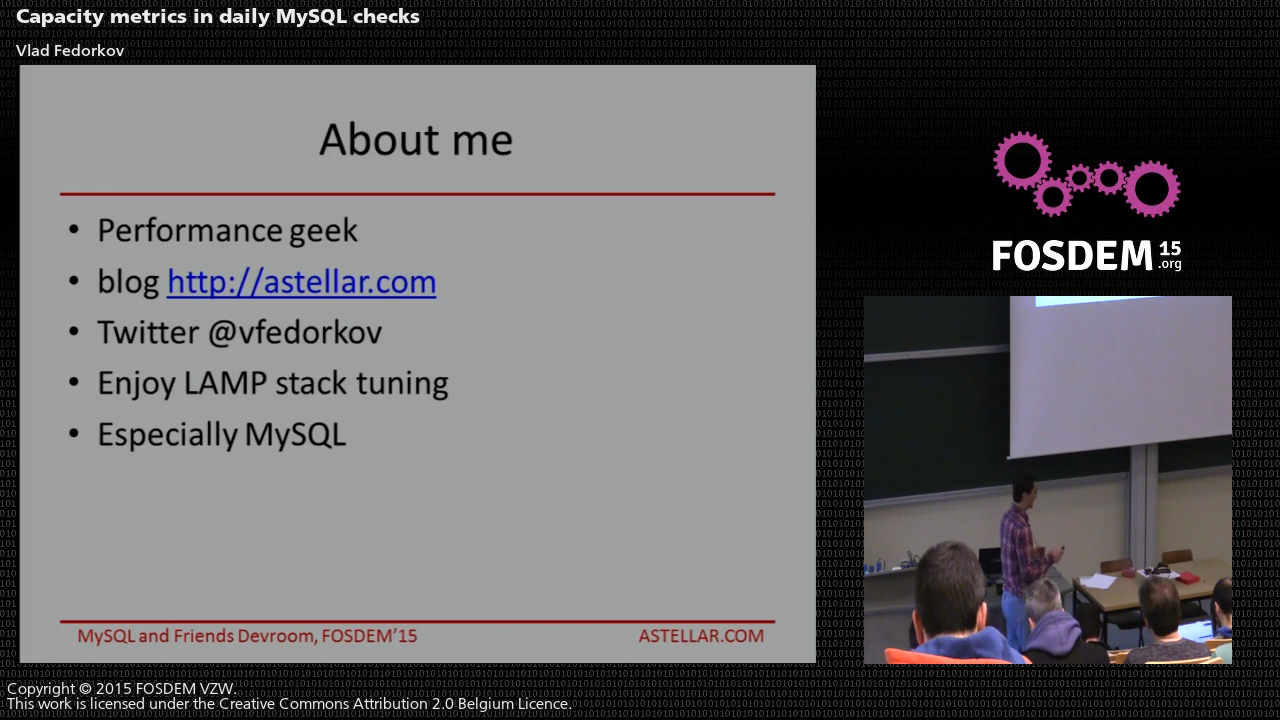 Capacity metrics in daily MySQL checks
Vlad Fedorkov
About me
• Performance geek
• blog http://astellar.com
• Twitter @vfedorkov
• Enjoy LAMP stack tuning
• Especially MySQL
MySQL and Friends Devroom, FOSDEM'15
ASTELLAR.COM
FOSDEM 15 .org
Copyright © 2015 FOSDEM VZW.
This work is licensed under the Creative Commons Attribution 2.0 Belgium Licence.